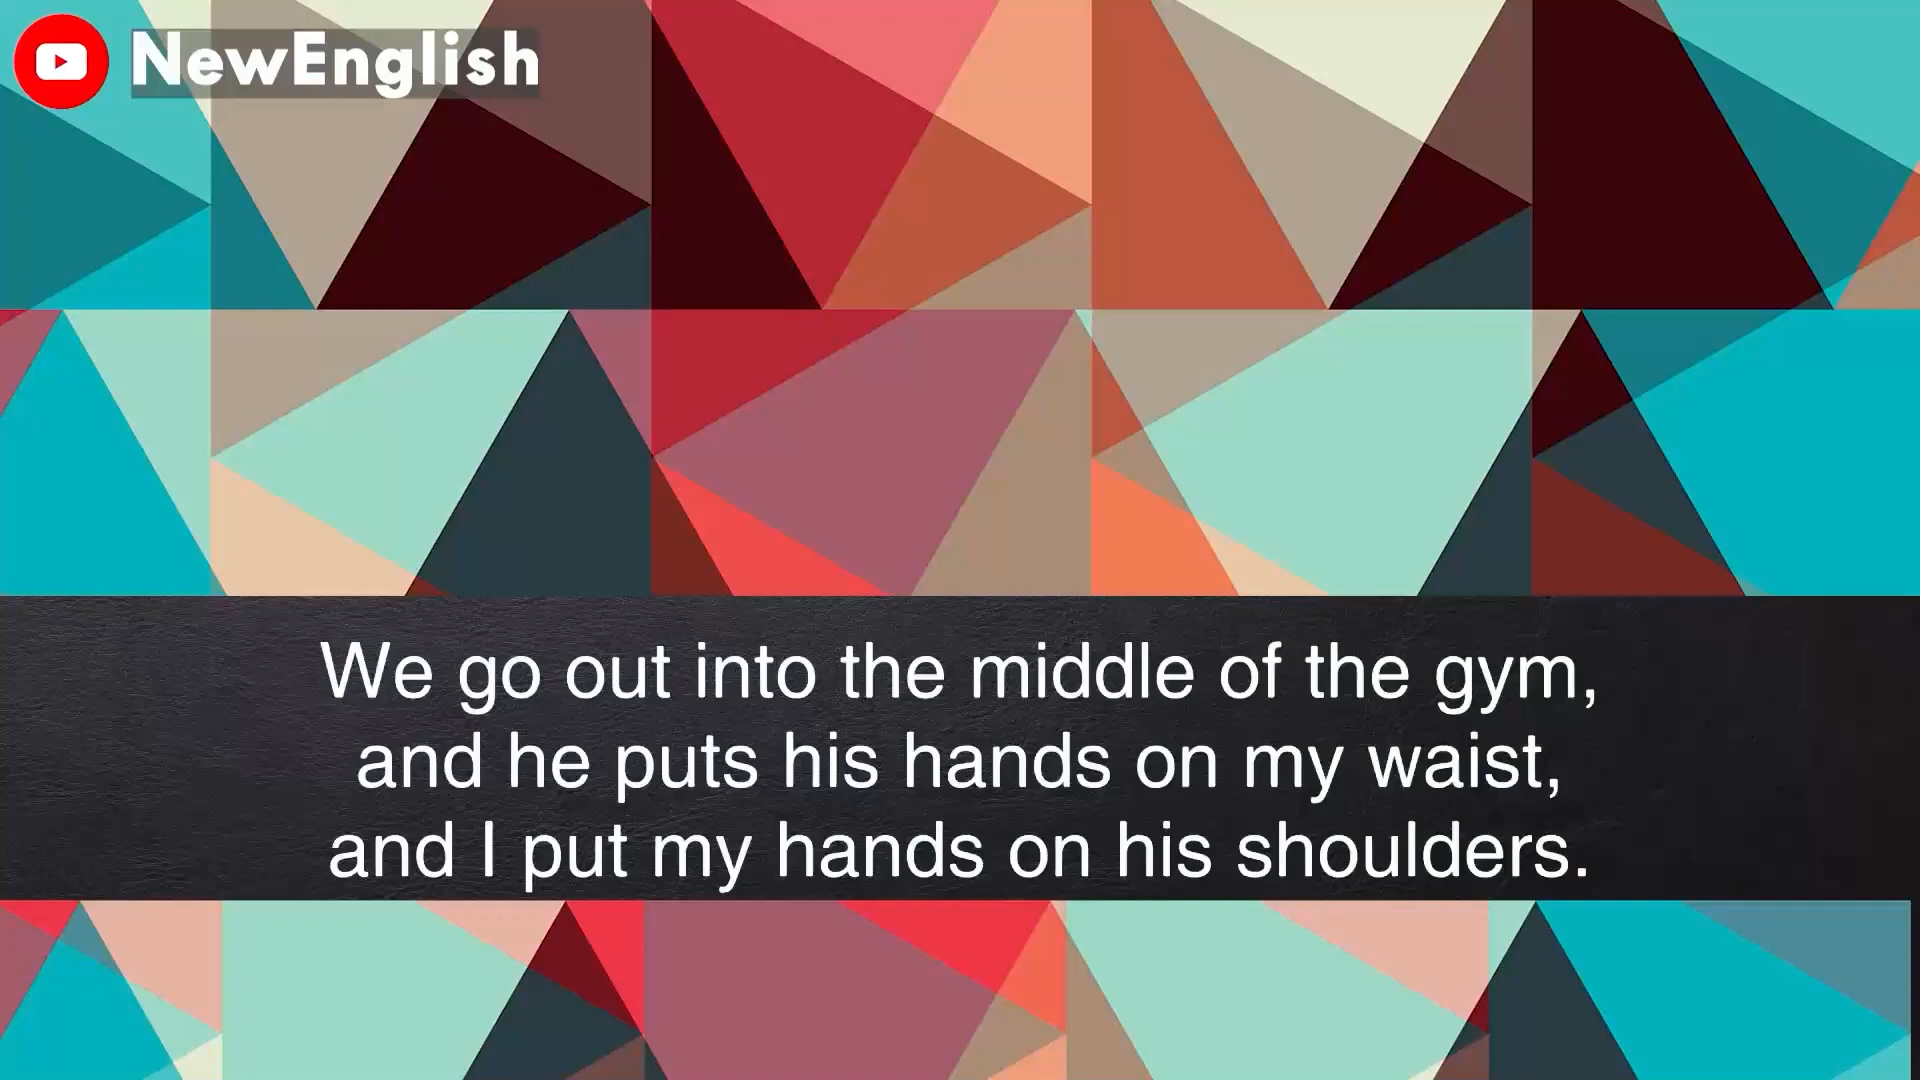 NewEnglish
We go out into the middle of the gym,
and he puts his hands on my waist,
and I put my hands on his shoulders.